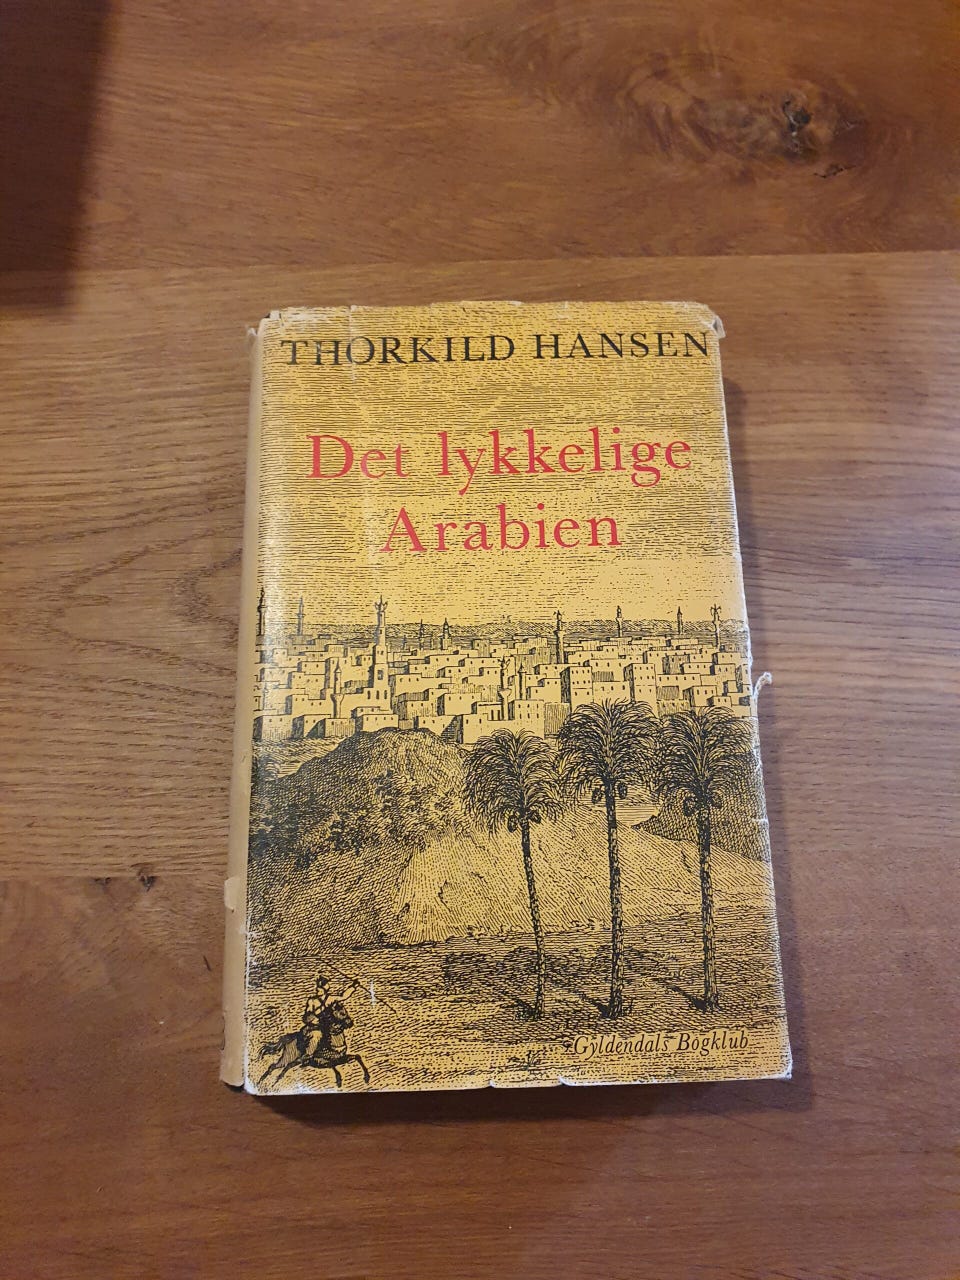 THORKILD HANSEN
Det lykkelige
Arabien
Gyldendals Bogklub